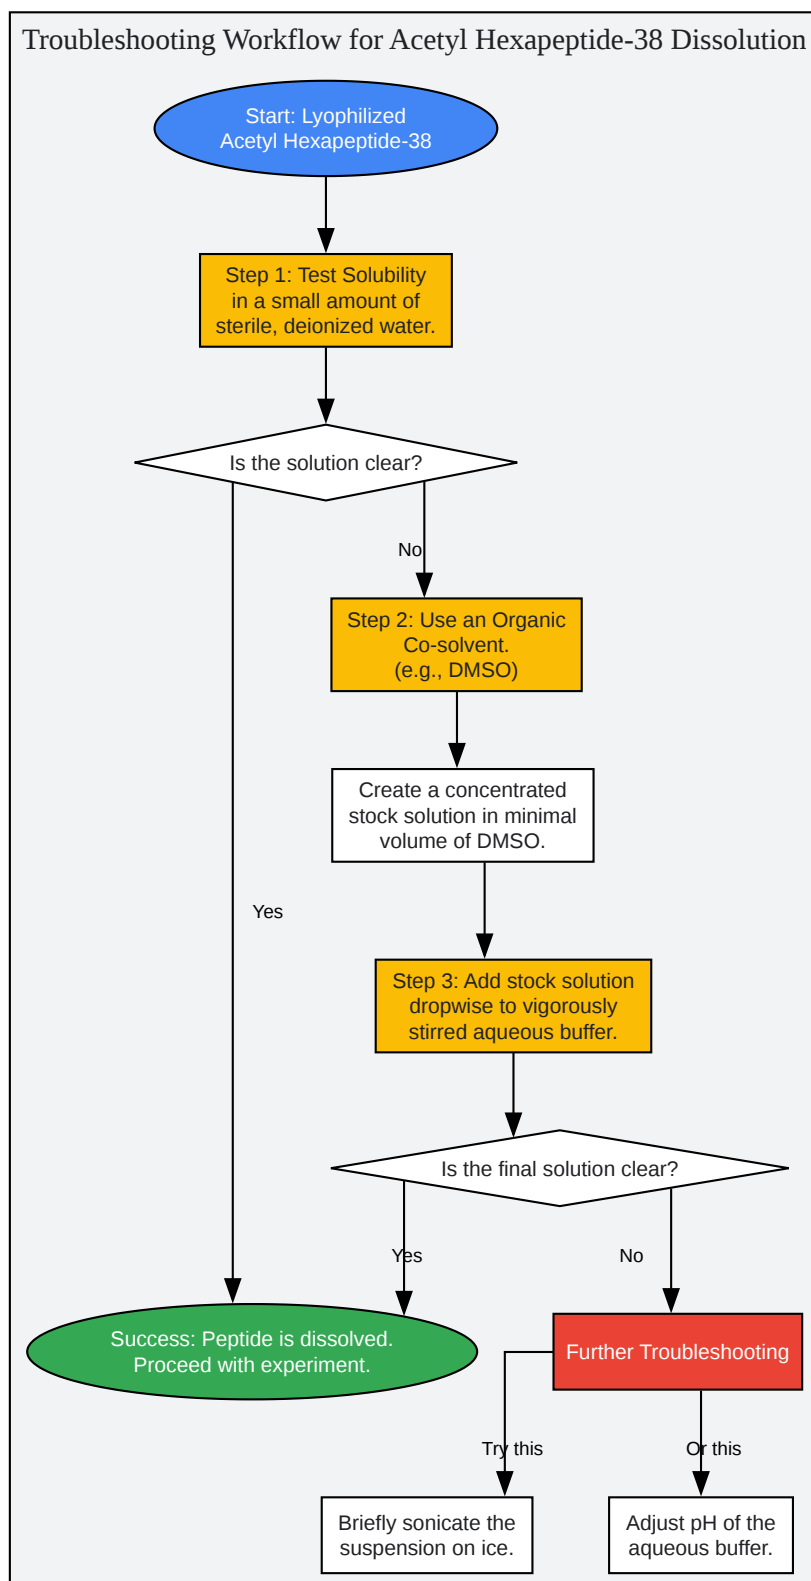 Troubleshooting Workflow for Acetyl Hexapeptide-38 Dissolution
Start: Lyophilized
Acetyl Hexapeptide-38
Step 1: Test Solubility
in a small amount of
sterile, deionized water.
Is the solution clear?
No
Step 2: Use an Organic
Co-solvent.
(e.g., DMSO)
Create a concentrated
stock solution in minimal
volume of DMSO.
Yes
Step 3: Add stock solution
dropwise to vigorously
stirred aqueous buffer.
Is the final solution clear?
Yes
No
Success: Peptide is dissolved.
Proceed with experiment.
Further Troubleshooting
Try this
Or this
Briefly sonicate the
suspension on ice.
Adjust pH of the
aqueous buffer.